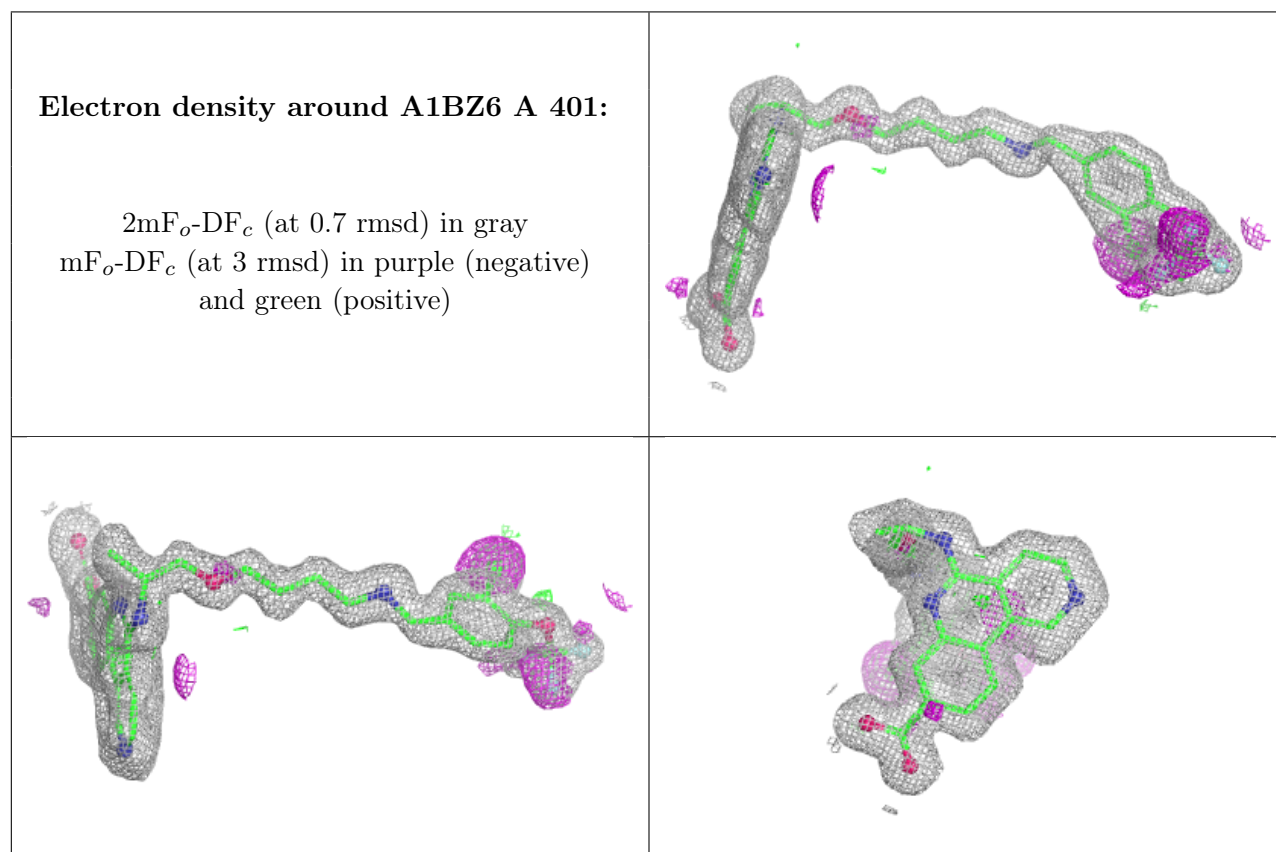 Electron density around A1BZ6 A 401:
2mFo-DFc (at 0.7 rmsd) in gray
mFo-DFc (at 3 rmsd) in purple (negative)
and green (positive)